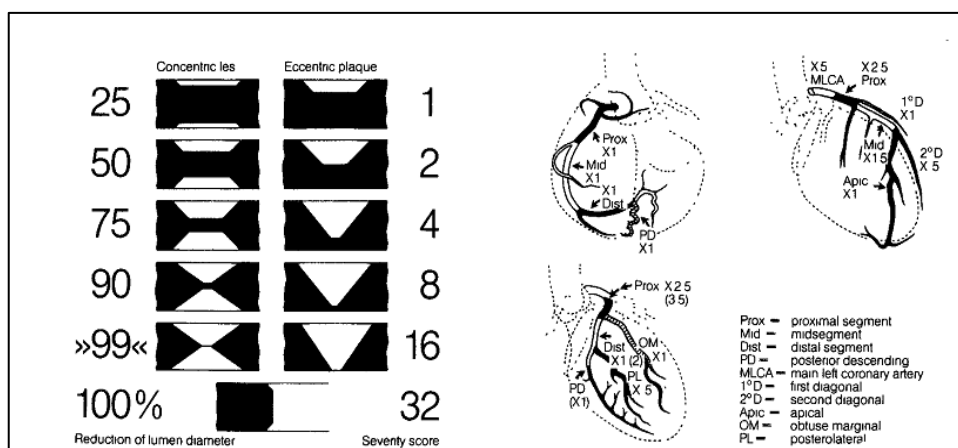 Concentric les Eccentric plaque
25 1
50 2
75 4
90 8
»99« 16
100% 32
Reduction of lumen diameter Severity score
Prox
X1
Mid
X1
X1
Dist
PD
X1
X5
MLCA
X2 5
Prox
1°D
X1
Mid
X1 5
2°D
X 5
Apic
X1
Prox X2 5
(3 5)
Dist
X1 (2)
OM
X1
PL
X 5
PD
(X1)
Prox – proximal segment
Mid – midsegment
Dist – distal segment
PD – posterior descending
MLCA – main left coronary artery
1°D – first diagonal
2°D – second diagonal
Apic – apical
OM – obtuse marginal
PL – posterolateral